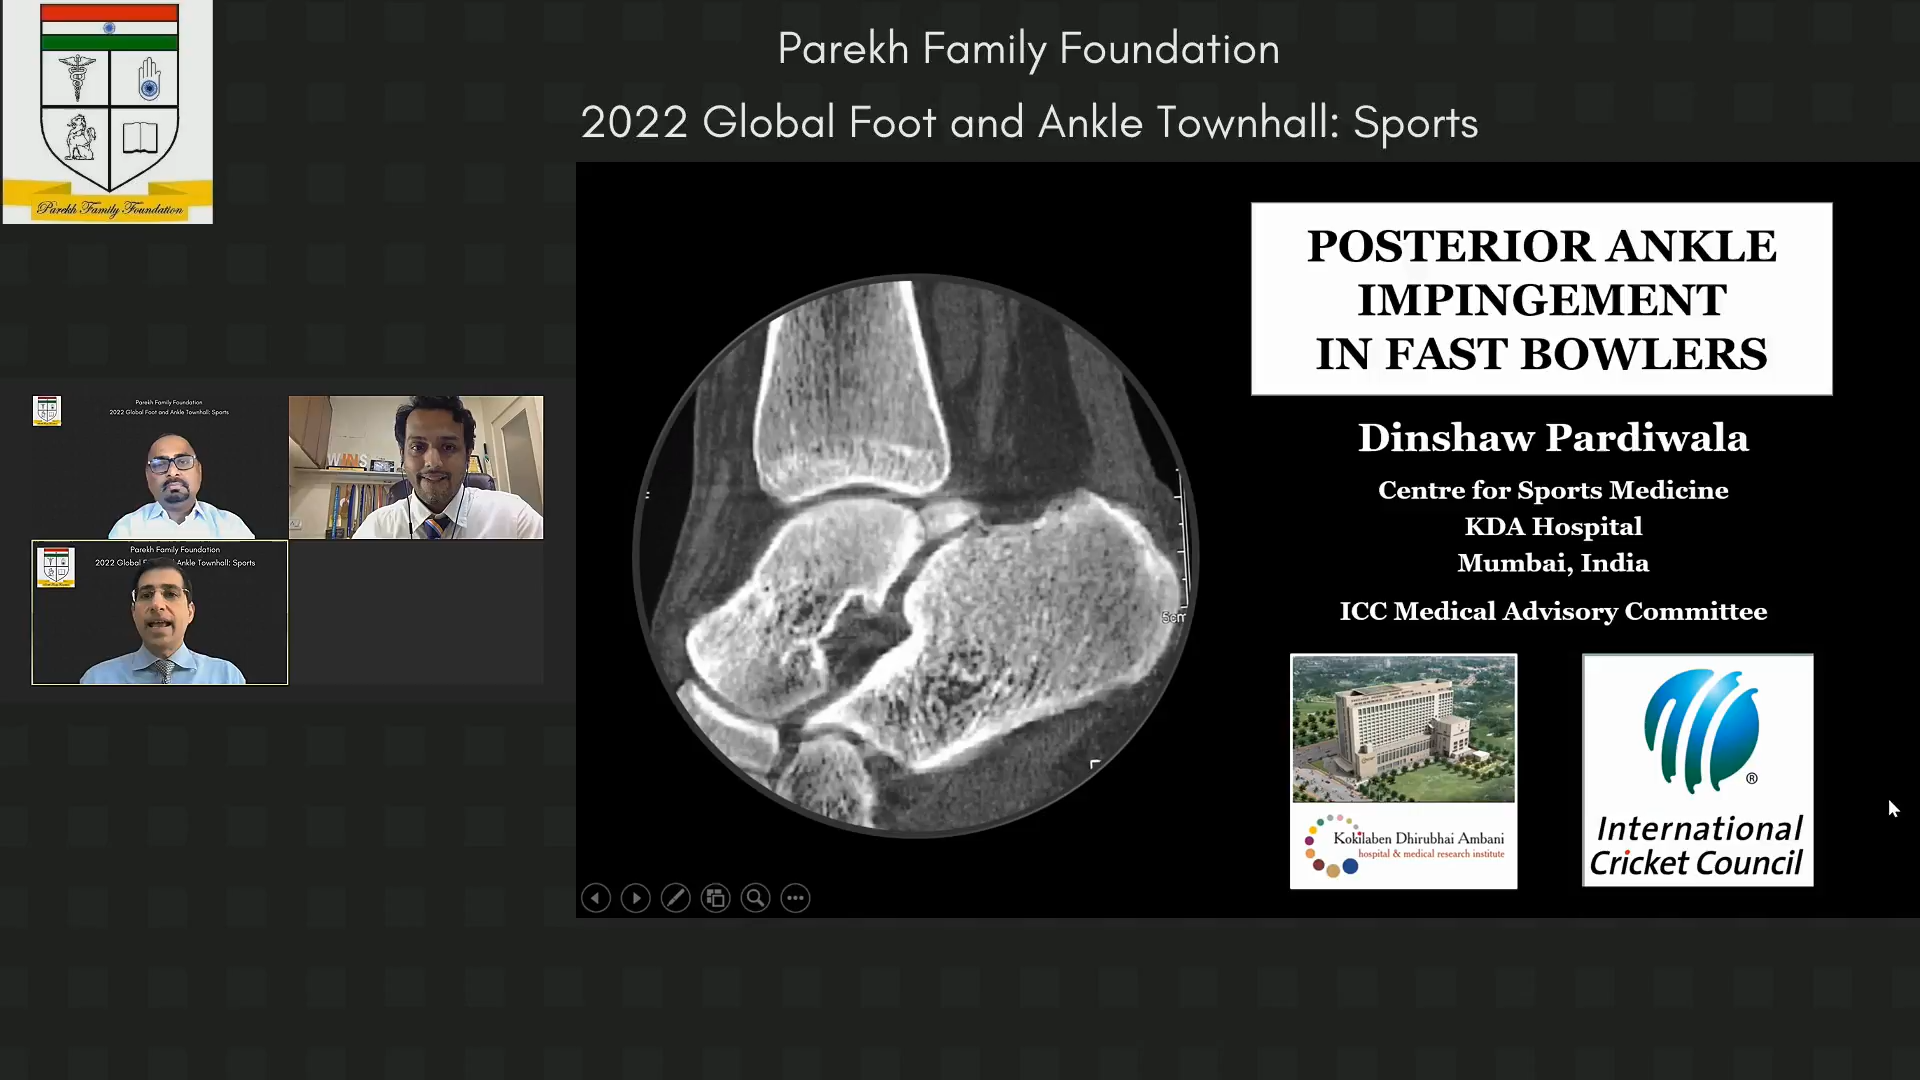 Parekh Family Foundation
2022 Global Foot and Ankle Townhall: Sports
Parekh Family Foundation
POSTERIOR ANKLE
IMPINGEMENT
IN FAST BOWLERS
Dinshaw Pardiwala
Centre for Sports Medicine
KDA Hospital
Mumbai, India
ICC Medical Advisory Committee
Kokilaben Dhirubhai Ambani
hospital & medical research institute
®
International
Cricket Council
5cm
Parekh Family Foundation
2022 Global Foot and Ankle Townhall: Sports
WINS
Parekh Family Foundation
2022 Global Ankle Townhall: Sports